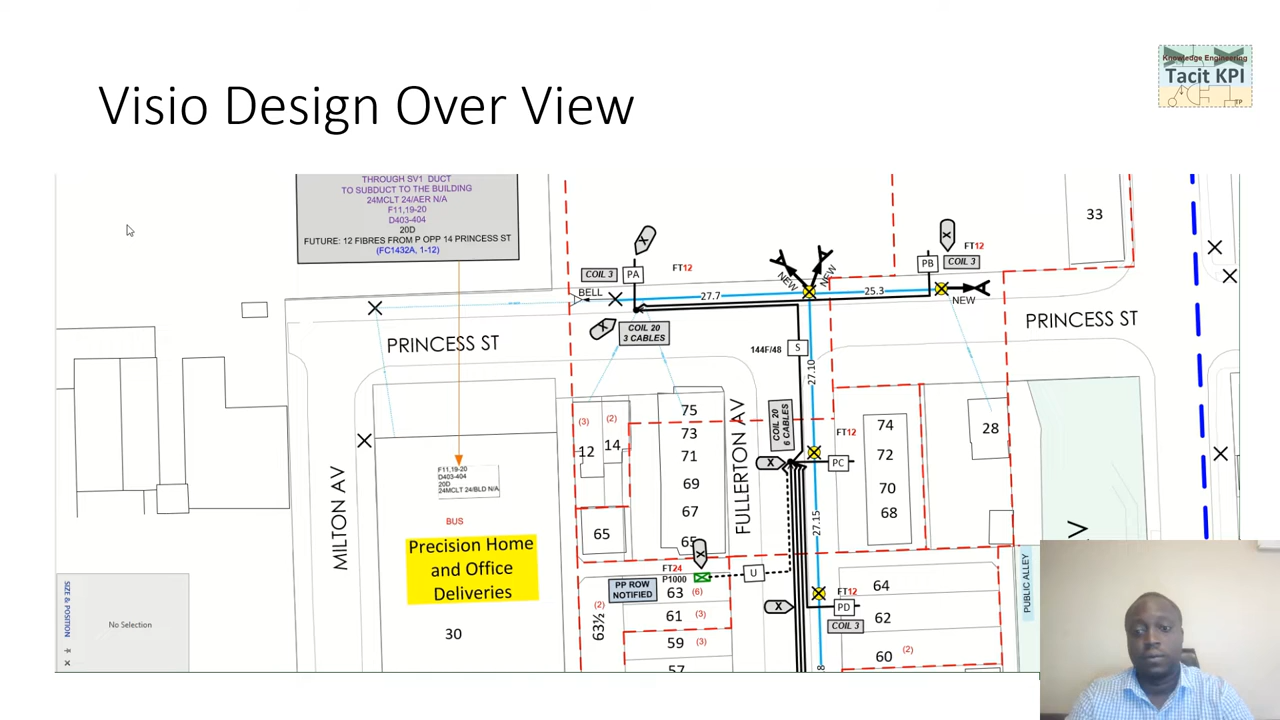 Visio Design Over View
Knowledge Engineering
Tacit KPI
FP
THROUGH SV1 DUCT
TO SUBDUCT TO THE BUILDING
24MCLT 24/AER N/A
F11,19-20
D403-404
20D
FUTURE: 12 FIBRES FROM P OPP 14 PRINCESS ST
(FC1432A, 1-12)
33
X
X
FT12
COIL 3
PA
FT12
NEW
NEW
PB
COIL 3
BELL
27.7
25.3
NEW
X
COIL 20
3 CABLES
PRINCESS ST
PRINCESS ST
144F/48
S
27.10
75
73
71
69
67
65
(3)
(2)
12
14
65
FULLERTON AV
COIL 20
6 CABLES
FT12
X
PC
74
72
70
68
28
F11,19-20
D403-404
20D
24MCLT 24/BLD N/A
MILTON AV
BUS
Precision Home
and Office
Deliveries
30
27.15
X
FT24
P1000
U
PP ROW
NOTIFIED
63
(6)
61
(3)
59
(3)
57
(2)
63½
X
FT12
PD
COIL 3
64
62
60
(2)
8
PUBLIC ALLEY
V
SIZE & POSITION
No Selection